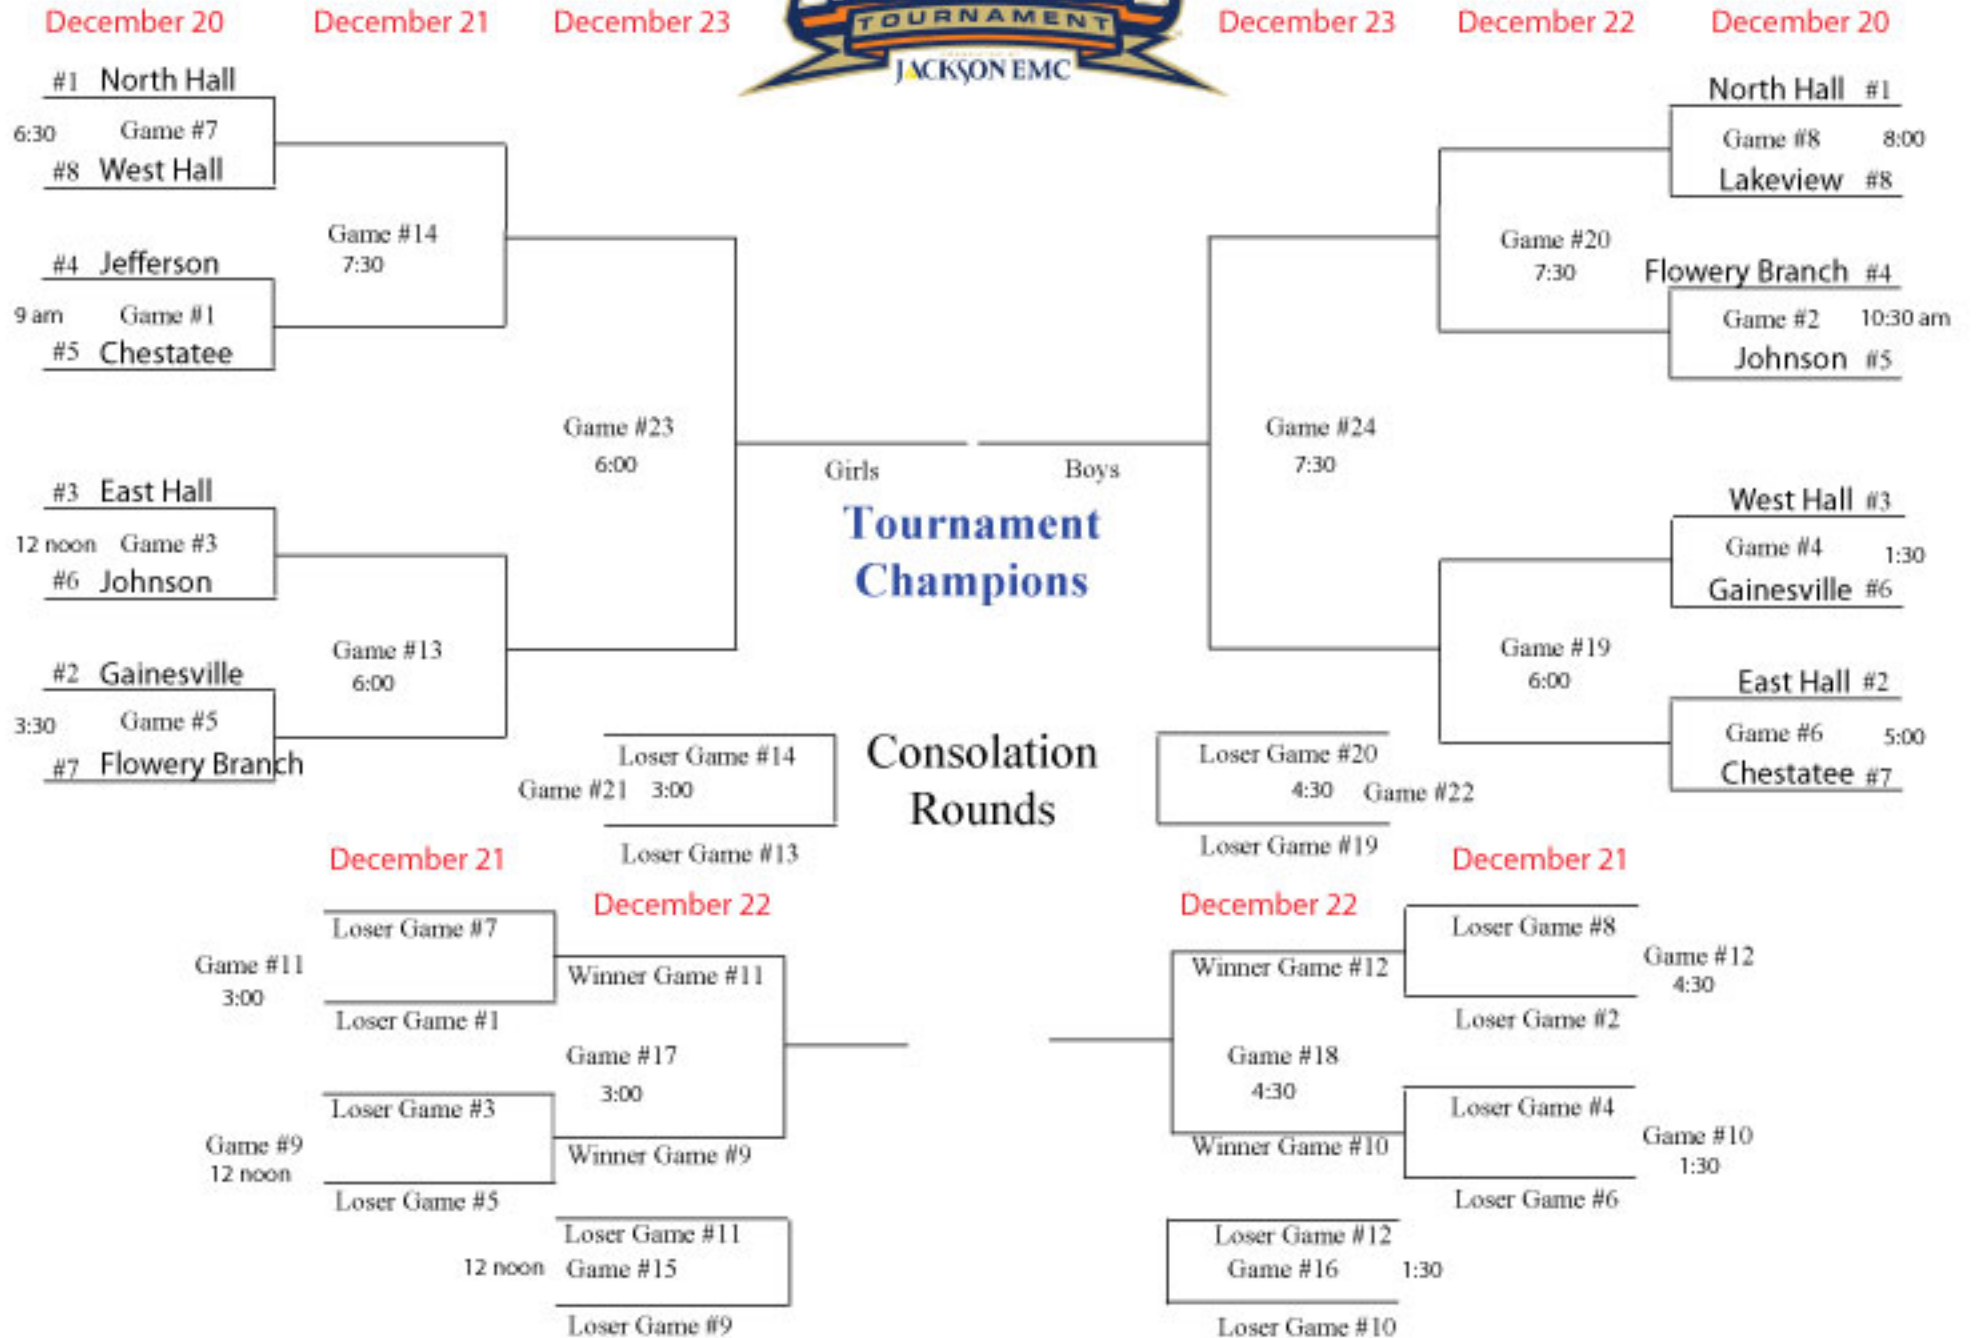 TOURNAMENT
JACKSON EMC
December 20
December 21
December 23
December 23
December 22
December 20
#1 North Hall
6:30 Game #7
#8 West Hall
Game #14
7:30
#4 Jefferson
9 am Game #1
#5 Chestatee
Game #23
6:00
#3 East Hall
12 noon Game #3
#6 Johnson
Game #13
6:00
#2 Gainesville
3:30 Game #5
#7 Flowery Branch
North Hall #1
Game #8 8:00
Lakeview #8
Game #20
7:30
Flowery Branch #4
Game #2 10:30 am
Johnson #5
Game #24
7:30
West Hall #3
Game #4 1:30
Gainesville #6
Game #19
6:00
East Hall #2
Game #6 5:00
Chestatee #7
Girls
Boys
Tournament
Champions
Consolation
Rounds
Loser Game #14
Game #21 3:00
Loser Game #13
Loser Game #20
4:30 Game #22
Loser Game #19
December 21
December 22
Loser Game #7
Game #11
3:00
Loser Game #1
Winner Game #11
Game #17
3:00
Loser Game #3
Game #9
12 noon
Loser Game #5
Winner Game #9
Loser Game #11
12 noon Game #15
Loser Game #9
December 22
December 21
Loser Game #8
Winner Game #12
Game #12
4:30
Loser Game #2
Game #18
4:30
Loser Game #4
Winner Game #10
Game #10
1:30
Loser Game #6
Loser Game #12
Game #16 1:30
Loser Game #10